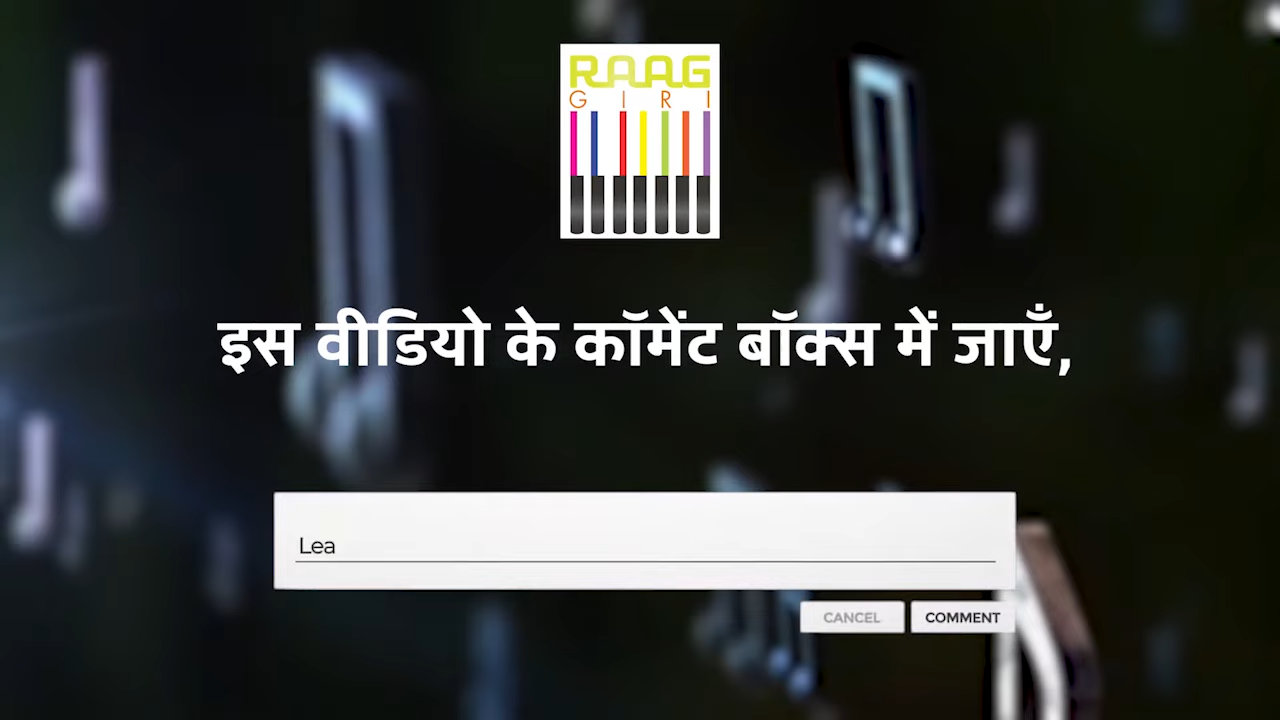 RAAG
GIRI
इस वीडियो के कॉमेंट बॉक्स में जाएँ,
Lea
CANCEL
COMMENT